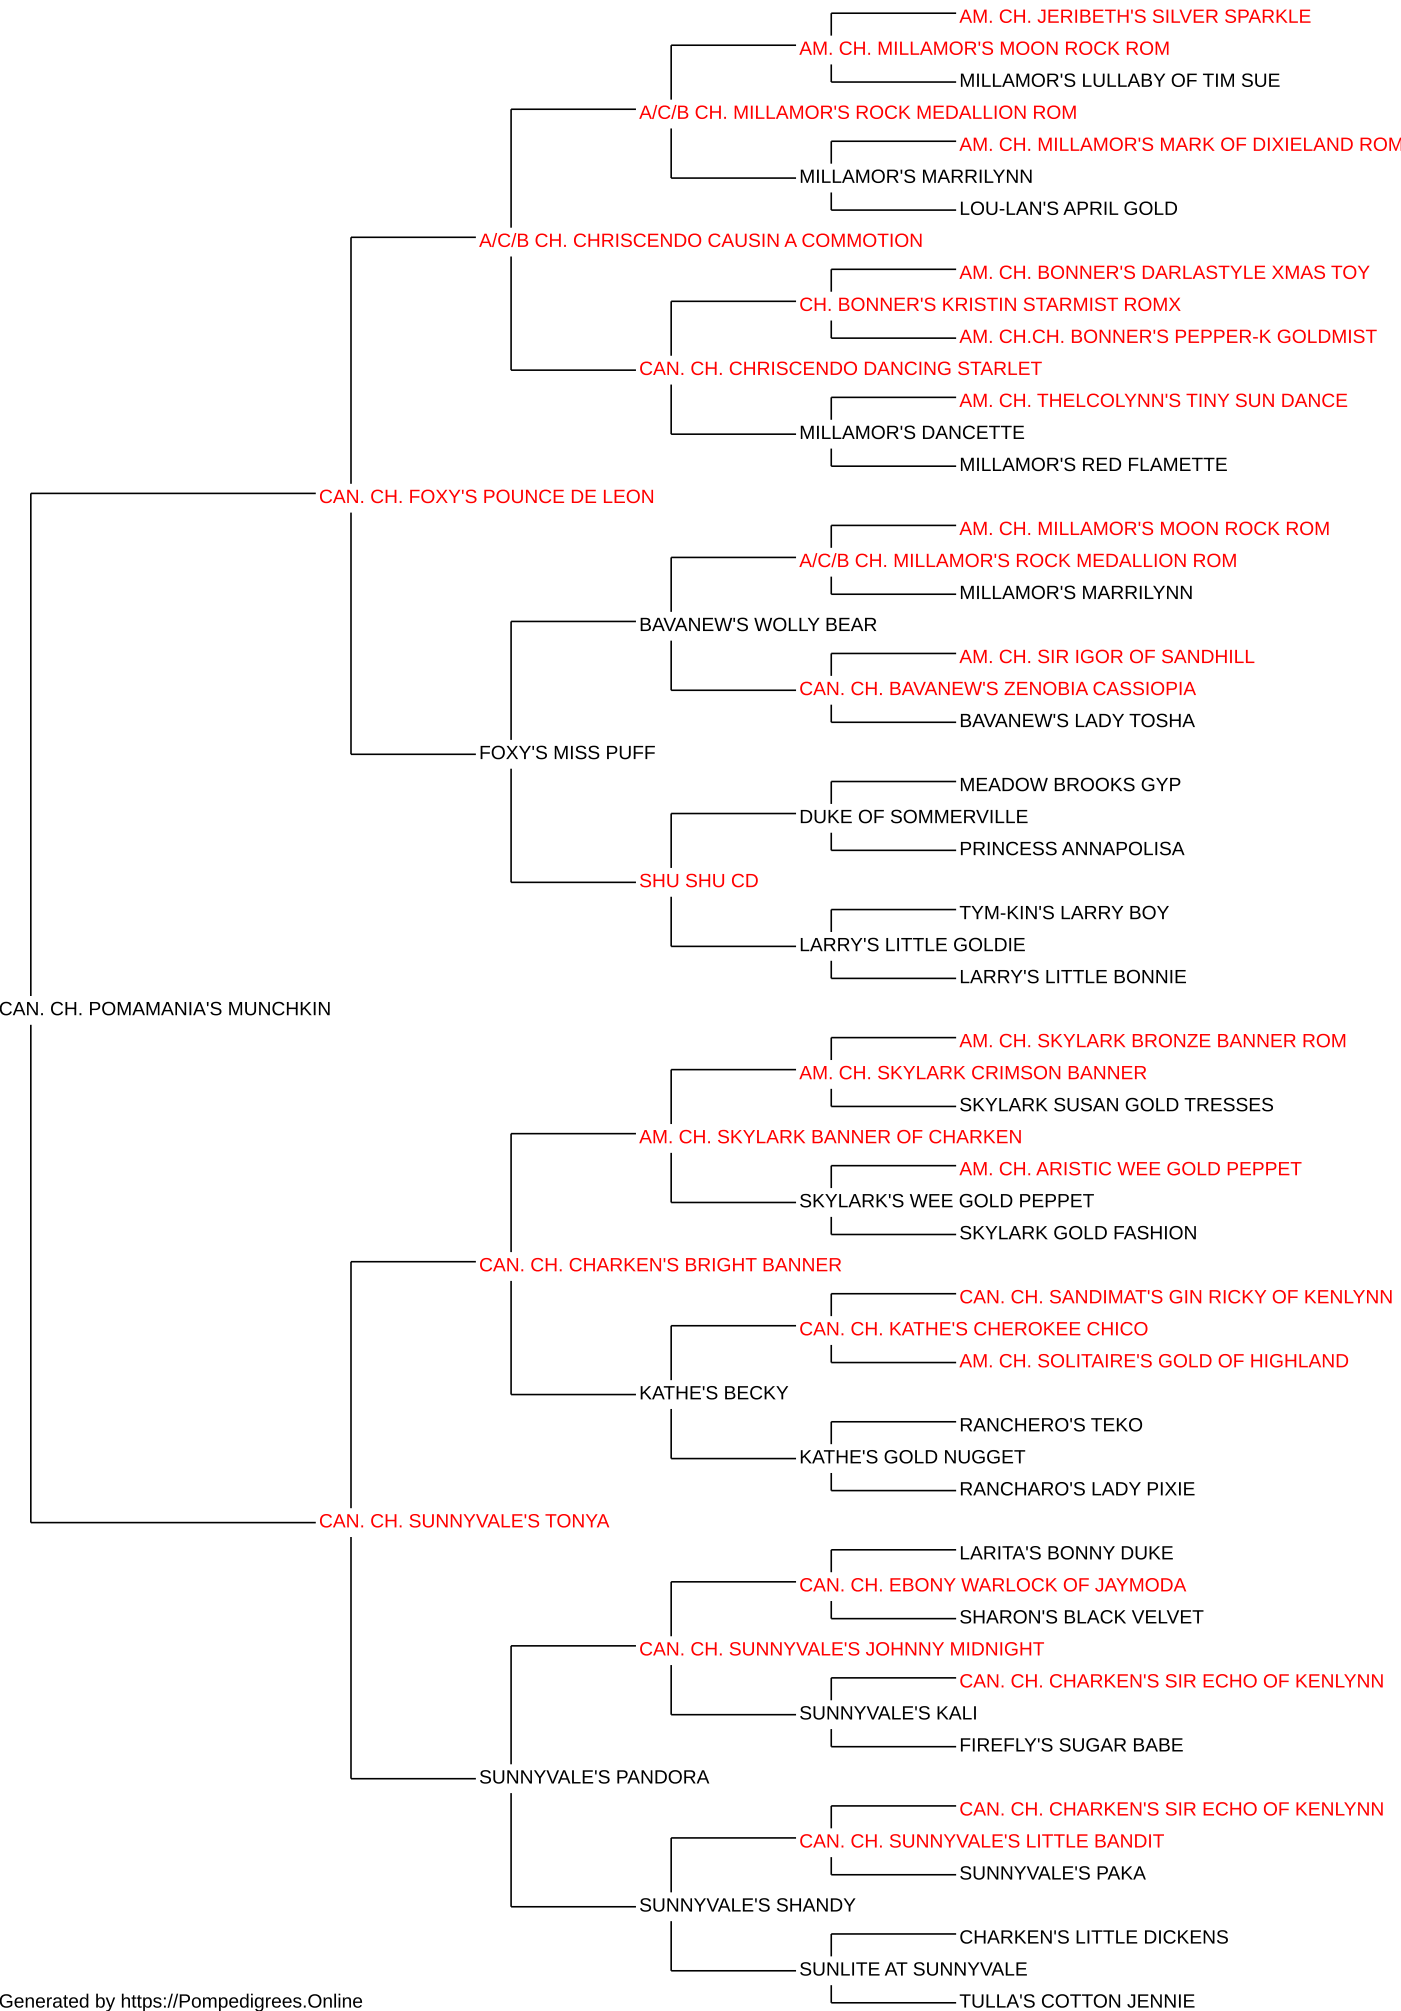 AM. CH. JERIBETH'S SILVER SPARKLE
AM. CH. MILLAMOR'S MOON ROCK ROM
MILLAMOR'S LULLABY OF TIM SUE
A/C/B CH. MILLAMOR'S ROCK MEDALLION ROM
AM. CH. MILLAMOR'S MARK OF DIXIELAND ROM
MILLAMOR'S MARRILYNN
LOU-LAN'S APRIL GOLD
A/C/B CH. CHRISCENDO CAUSIN A COMMOTION
AM. CH. BONNER'S DARLASTYLE XMAS TOY
CH. BONNER'S KRISTIN STARMIST ROMX
AM. CH.CH. BONNER'S PEPPER-K GOLDMIST
CAN. CH. CHRISCENDO DANCING STARLET
AM. CH. THELCOLYNN'S TINY SUN DANCE
MILLAMOR'S DANCETTE
MILLAMOR'S RED FLAMETTE
CAN. CH. FOXY'S POUNCE DE LEON
AM. CH. MILLAMOR'S MOON ROCK ROM
A/C/B CH. MILLAMOR'S ROCK MEDALLION ROM
MILLAMOR'S MARRILYNN
BAVANEW'S WOLLY BEAR
AM. CH. SIR IGOR OF SANDHILL
CAN. CH. BAVANEW'S ZENOBIA CASSIOPIA
BAVANEW'S LADY TOSHA
FOXY'S MISS PUFF
MEADOW BROOKS GYP
DUKE OF SOMMERVILLE
PRINCESS ANNAPOLISA
SHU SHU CD
TYM-KIN'S LARRY BOY
LARRY'S LITTLE GOLDIE
LARRY'S LITTLE BONNIE
CAN. CH. POMAMANIA'S MUNCHKIN
AM. CH. SKYLARK BRONZE BANNER ROM
AM. CH. SKYLARK CRIMSON BANNER
SKYLARK SUSAN GOLD TRESSES
AM. CH. SKYLARK BANNER OF CHARKEN
AM. CH. ARISTIC WEE GOLD PEPPET
SKYLARK'S WEE GOLD PEPPET
SKYLARK GOLD FASHION
CAN. CH. CHARKEN'S BRIGHT BANNER
CAN. CH. SANDIMAT'S GIN RICKY OF KENLYNN
CAN. CH. KATHE'S CHEROKEE CHICO
AM. CH. SOLITAIRE'S GOLD OF HIGHLAND
KATHE'S BECKY
RANCHERO'S TEKO
KATHE'S GOLD NUGGET
RANCHARO'S LADY PIXIE
CAN. CH. SUNNYVALE'S TONYA
LARITA'S BONNY DUKE
CAN. CH. EBONY WARLOCK OF JAYMODA
SHARON'S BLACK VELVET
CAN. CH. SUNNYVALE'S JOHNNY MIDNIGHT
CAN. CH. CHARKEN'S SIR ECHO OF KENLYNN
SUNNYVALE'S KALI
FIREFLY'S SUGAR BABE
SUNNYVALE'S PANDORA
CAN. CH. CHARKEN'S SIR ECHO OF KENLYNN
CAN. CH. SUNNYVALE'S LITTLE BANDIT
SUNNYVALE'S PAKA
SUNNYVALE'S SHANDY
CHARKEN'S LITTLE DICKENS
SUNLITE AT SUNNYVALE
TULLA'S COTTON JENNIE
Generated by https://Pompedigrees.Online